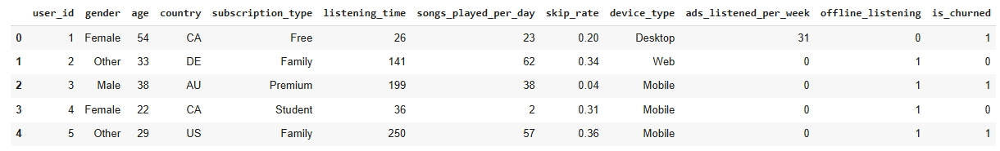 user_id gender age country subscription_type listening_time songs_played_per_day skip_rate device_type ads_listened_per_week offline_listening is_churned
0 1 Female 54 CA Free 26 23 0.20 Desktop 31 0 1
1 2 Other 33 DE Family 141 62 0.34 Web 0 1 0
2 3 Male 38 AU Premium 199 38 0.04 Mobile 0 1 1
3 4 Female 22 CA Student 36 2 0.31 Mobile 0 1 0
4 5 Other 29 US Family 250 57 0.36 Mobile 0 1 1